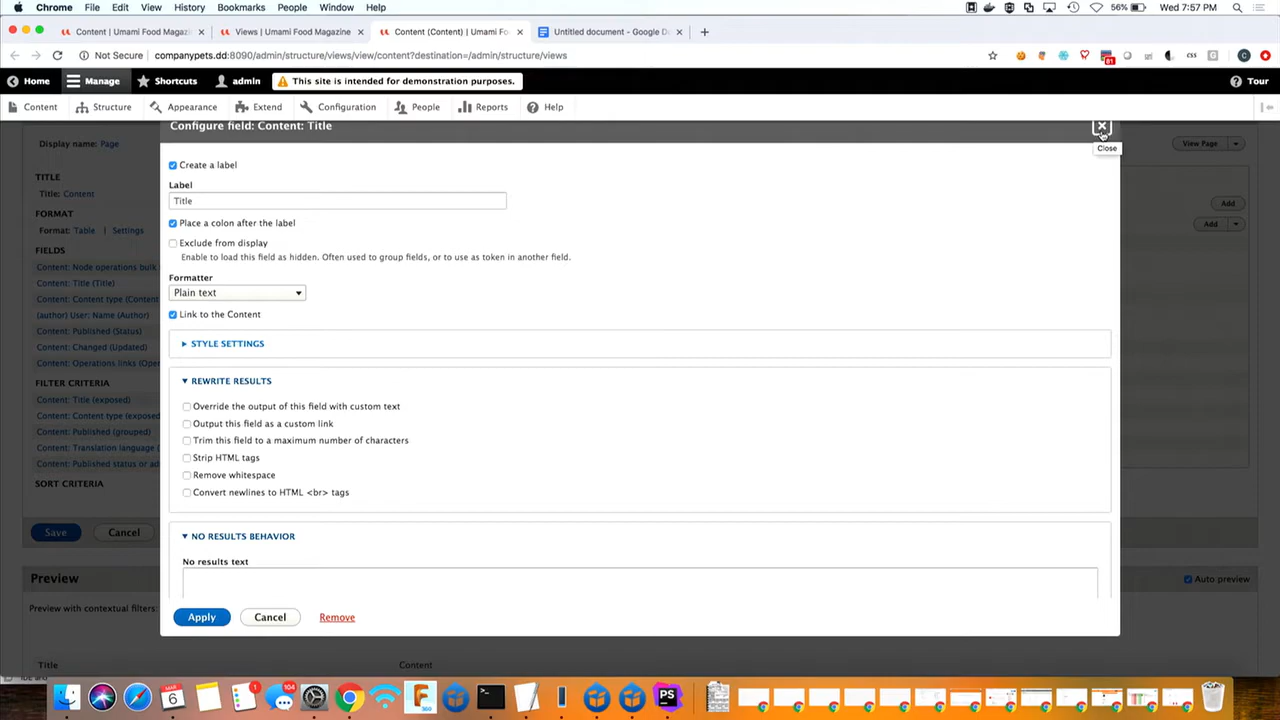 Chrome File Edit View History Bookmarks People Window Help 56% Wed 7:57 PM
Content | Umami Food Magazin × Views | Umami Food Magazine × Content (Content) | Umami Fo × Untitled document - Google D ×
Not Secure companypets.dd:8090/admin/structure/views/view/content?destination=/admin/structure/views 81 CSS C
Home Manage Shortcuts admin This site is intended for demonstration purposes. Tour
Content Structure Appearance Extend Configuration People Reports Help
Configure field: Content: Title
Close
Display name: Page
View Page
TITLE
Title: Content
FORMAT
Format: Table | Settings
FIELDS
Content: Node operations bulk
Content: Title (Title)
Content: Content type (Content
(author) User: Name (Author)
Content: Published (Status)
Content: Changed (Updated)
Content: Operations links (Oper
FILTER CRITERIA
Content: Title (exposed)
Content: Content type (exposed
Content: Published (grouped)
Content: Translation language (
Content: Published status or ad
SORT CRITERIA
Add
Add
Save Cancel
Create a label
Label
Title
Place a colon after the label
Exclude from display
Enable to load this field as hidden. Often used to group fields, or to use as token in another field.
Formatter
Plain text
Link to the Content
STYLE SETTINGS
REWRITE RESULTS
Override the output of this field with custom text
Output this field as a custom link
Trim this field to a maximum number of characters
Strip HTML tags
Remove whitespace
Convert newlines to HTML <br> tags
NO RESULTS BEHAVIOR
No results text
Apply Cancel Remove
Preview
Auto preview
Preview with contextual filters:
Title Content
1 104 MAR 6 360 PS